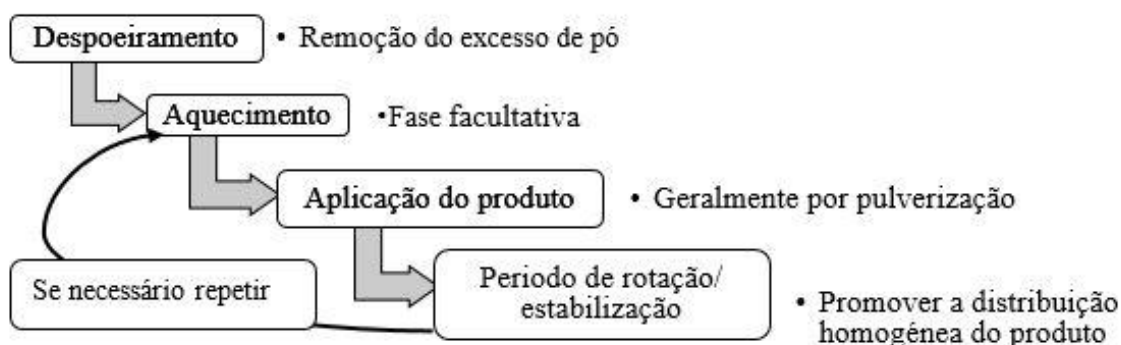 Despoeiramento
• Remoção do excesso de pó
Aquecimento
•Fase facultativa
Aplicação do produto
• Geralmente por pulverização
Se necessário repetir
Periodo de rotação/
estabilização
• Promover a distribuição
homogénea do produto